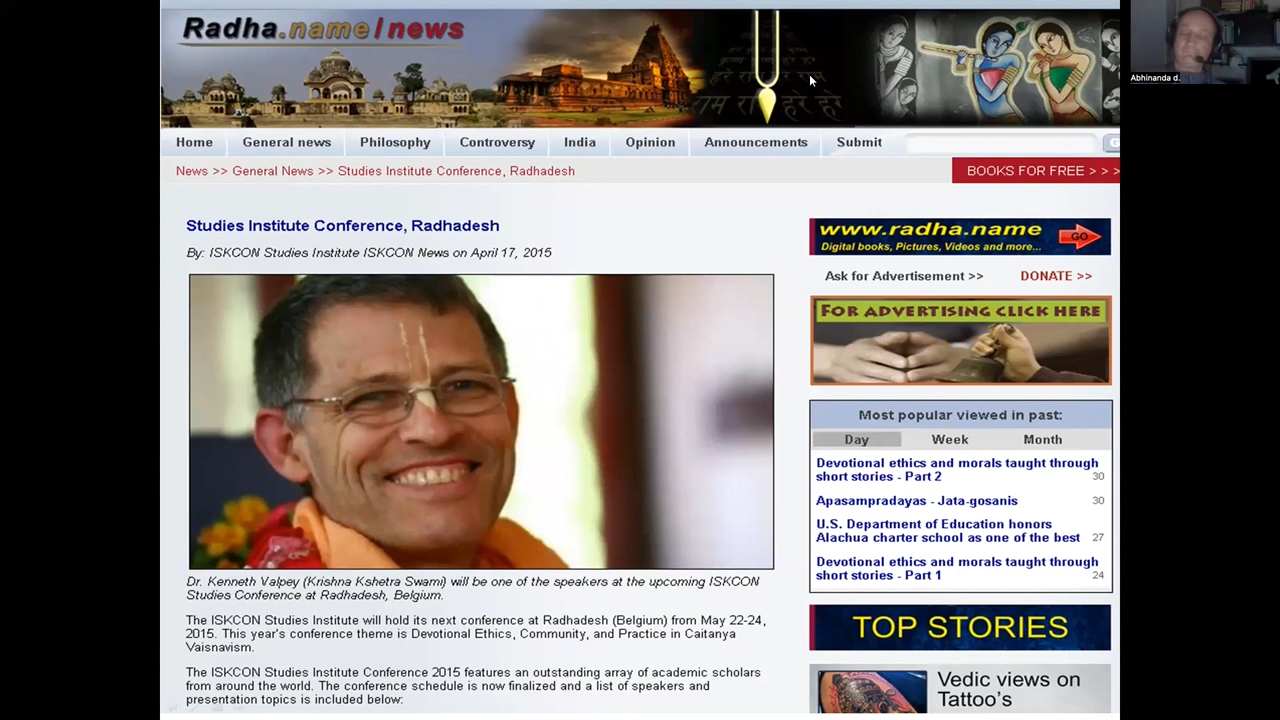 Radha.name/news
Abhinanda d.
Home General news Philosophy Controversy India Opinion Announcements Submit
News >> General News >> Studies Institute Conference, Radhadesh
BOOKS FOR FREE > > >
Studies Institute Conference, Radhadesh
By: ISKCON Studies Institute ISKCON News on April 17, 2015
Dr. Kenneth Valpey (Krishna Kshetra Swami) will be one of the speakers at the upcoming ISKCON
Studies Conference at Radhadesh, Belgium.
The ISKCON Studies Institute will hold its next conference at Radhadesh (Belgium) from May 22-24,
2015. This year's conference theme is Devotional Ethics, Community, and Practice in Caitanya
Vaisnavism.
The ISKCON Studies Institute Conference 2015 features an outstanding array of academic scholars
from around the world. The conference schedule is now finalized and a list of speakers and
presentation topics is included below:
www.radha.name
Digital books, Pictures, Videos and more...
GO
Ask for Advertisement >> DONATE >>
FOR ADVERTISING CLICK HERE
Most popular viewed in past:
Day Week Month
Devotional ethics and morals taught through
short stories - Part 2 30
Apasampradayas - Jata-gosanis 30
U.S. Department of Education honors
Alachua charter school as one of the best 27
Devotional ethics and morals taught through
short stories - Part 1 24
TOP STORIES
Vedic views on
Tattoo's